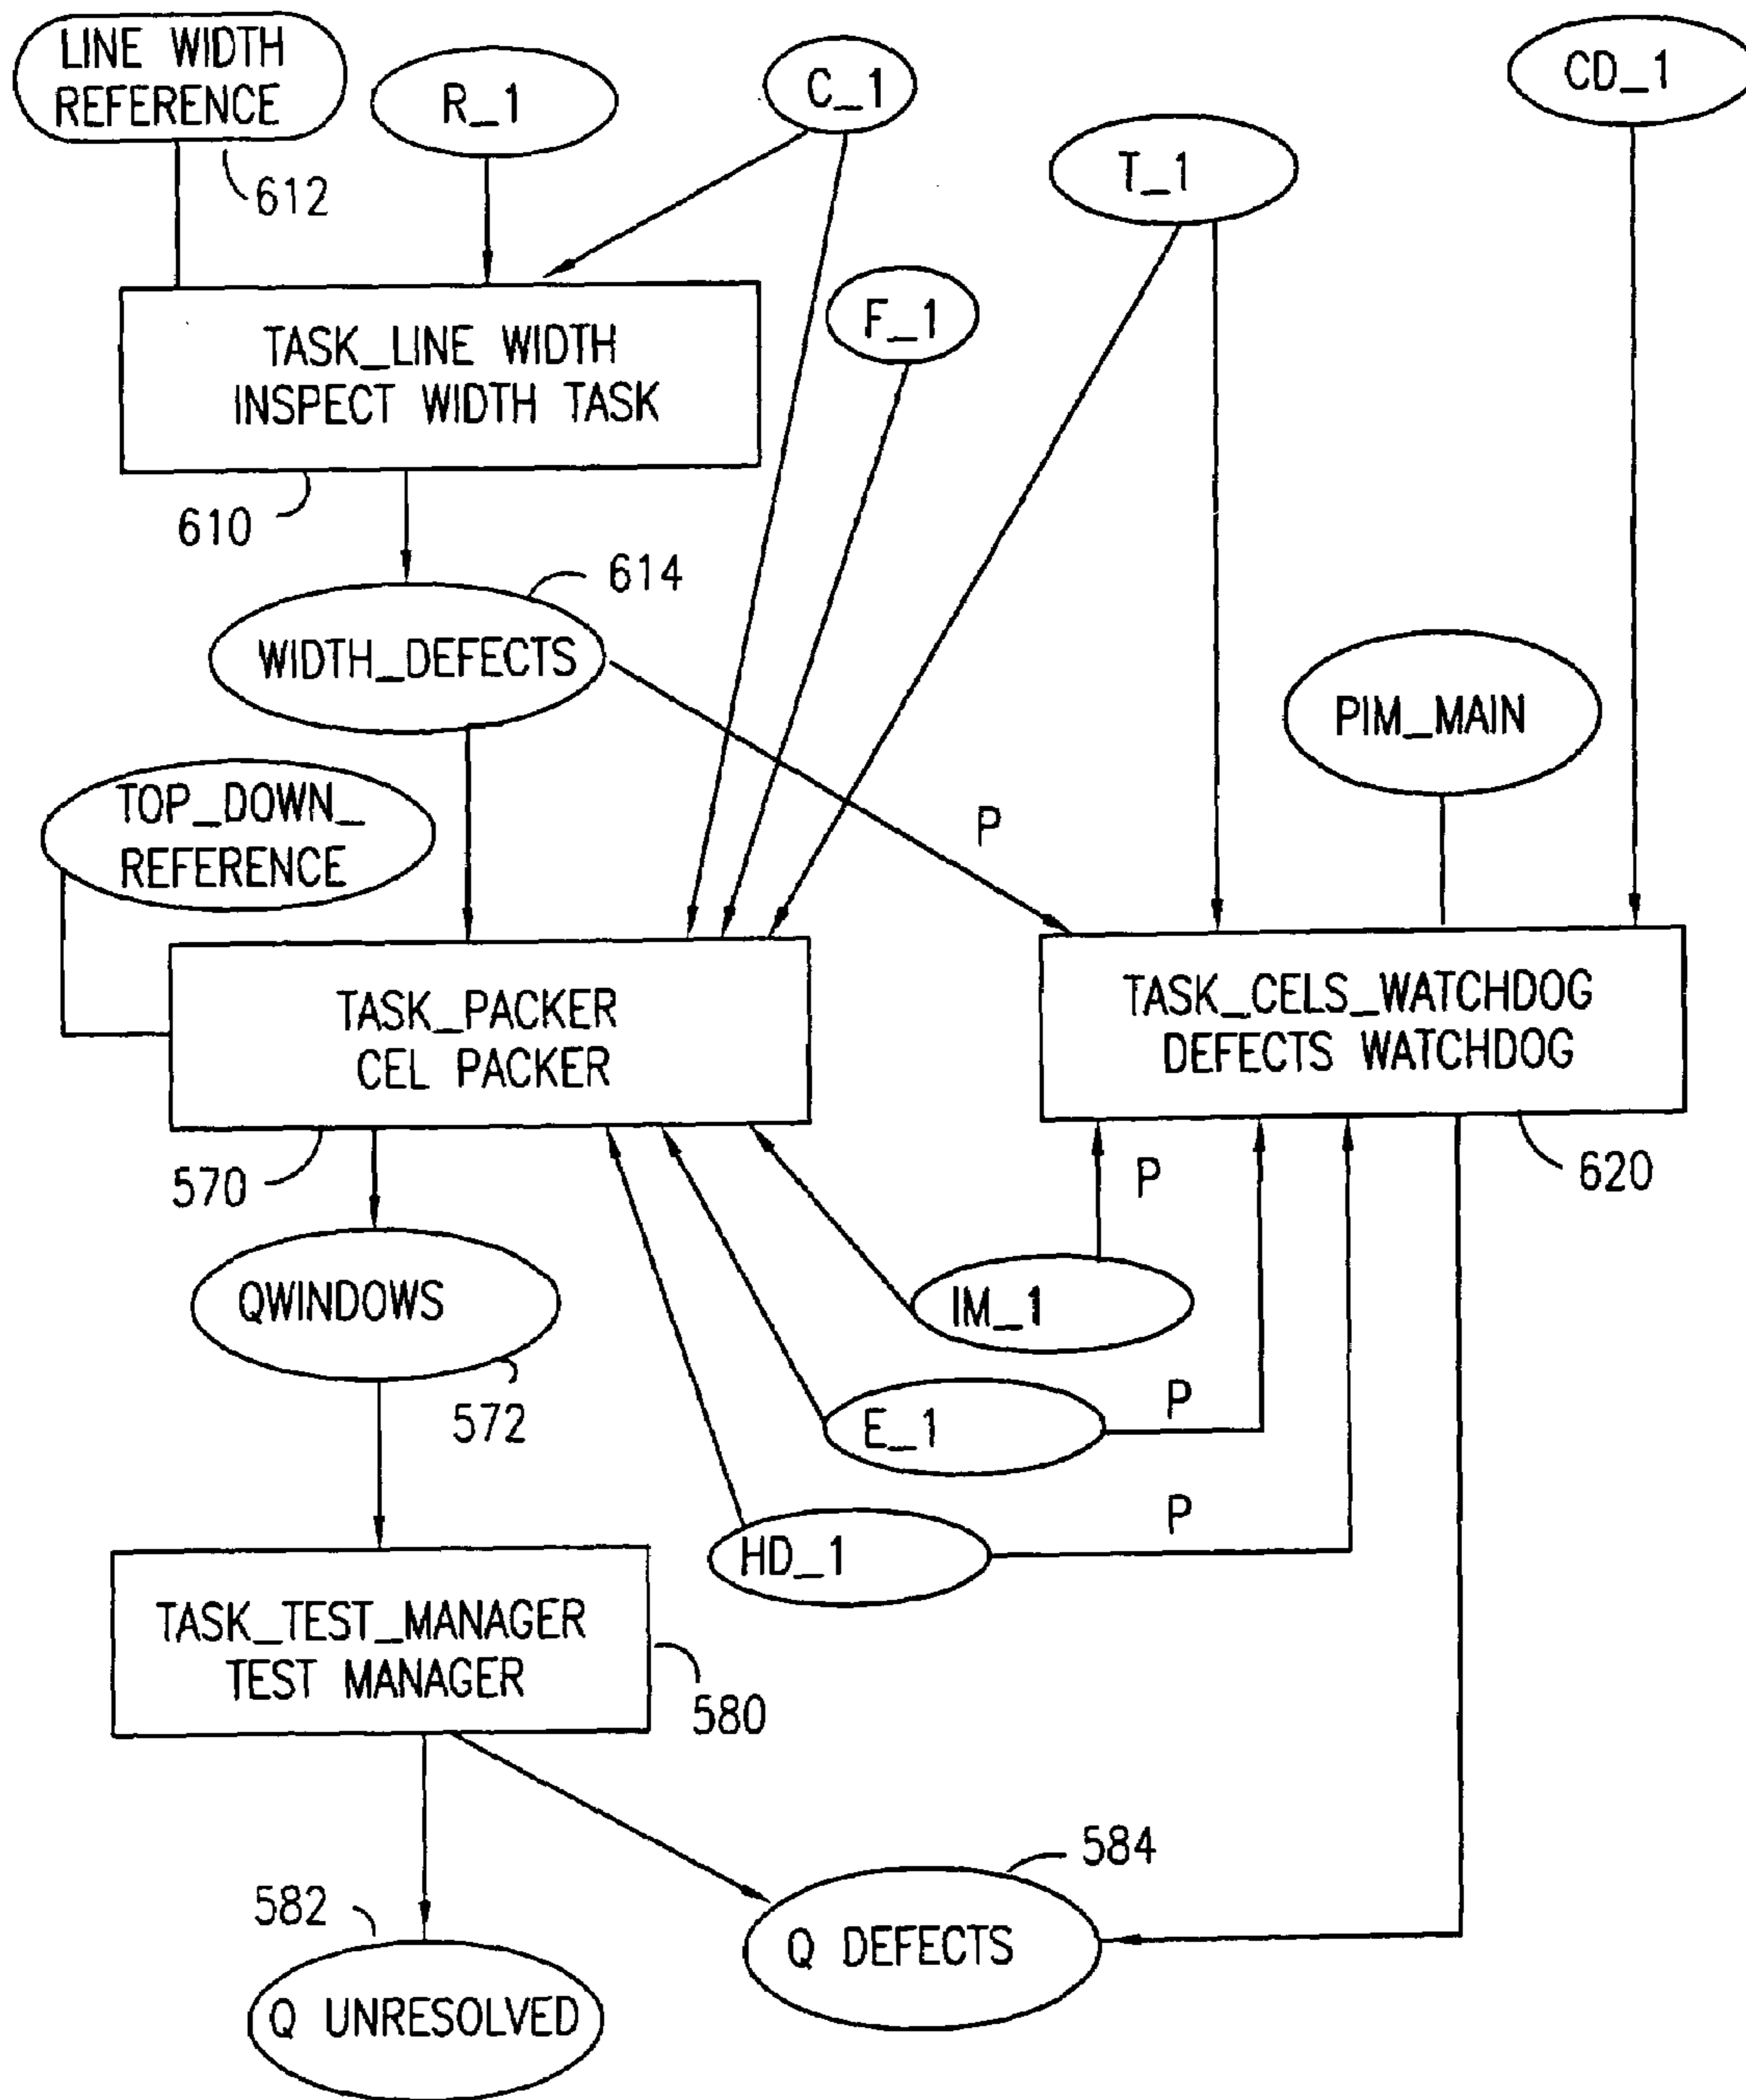 LINE WIDTH
REFERENCE
612
R_1
C_1
CD_1
T_1
F_1
TASK_LINE WIDTH
INSPECT WIDTH TASK
610
614
WIDTH_DEFECTS
PIM_MAIN
TOP_DOWN_
REFERENCE
P
TASK_PACKER
CEL PACKER
570
TASK_CELS_WATCHDOG
DEFECTS WATCHDOG
620
P
QWINDOWS
572
IM_1
E_1
P
HD_1
P
TASK_TEST_MANAGER
TEST MANAGER
580
584
582
Q DEFECTS
Q UNRESOLVED